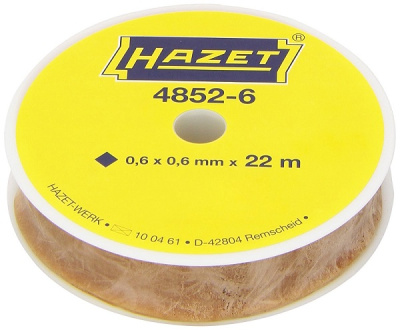 HAZET®
4852-6
◆ 0,6 x 0,6 mm x 22 m
HAZET-WERK • ✉ 10 04 61 • D-42804 Remscheid •